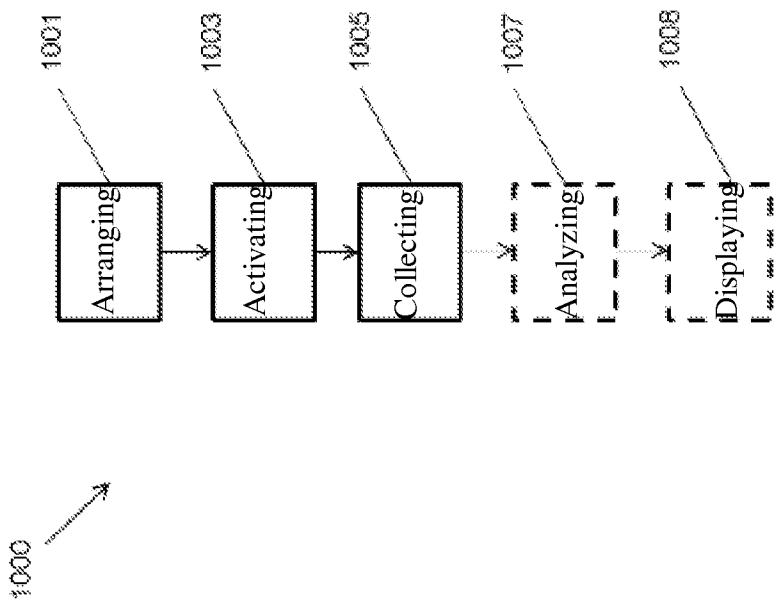 1000
Arranging
1001
Activating
1003
Collecting
1005
Analyzing
1007
Displaying
1008